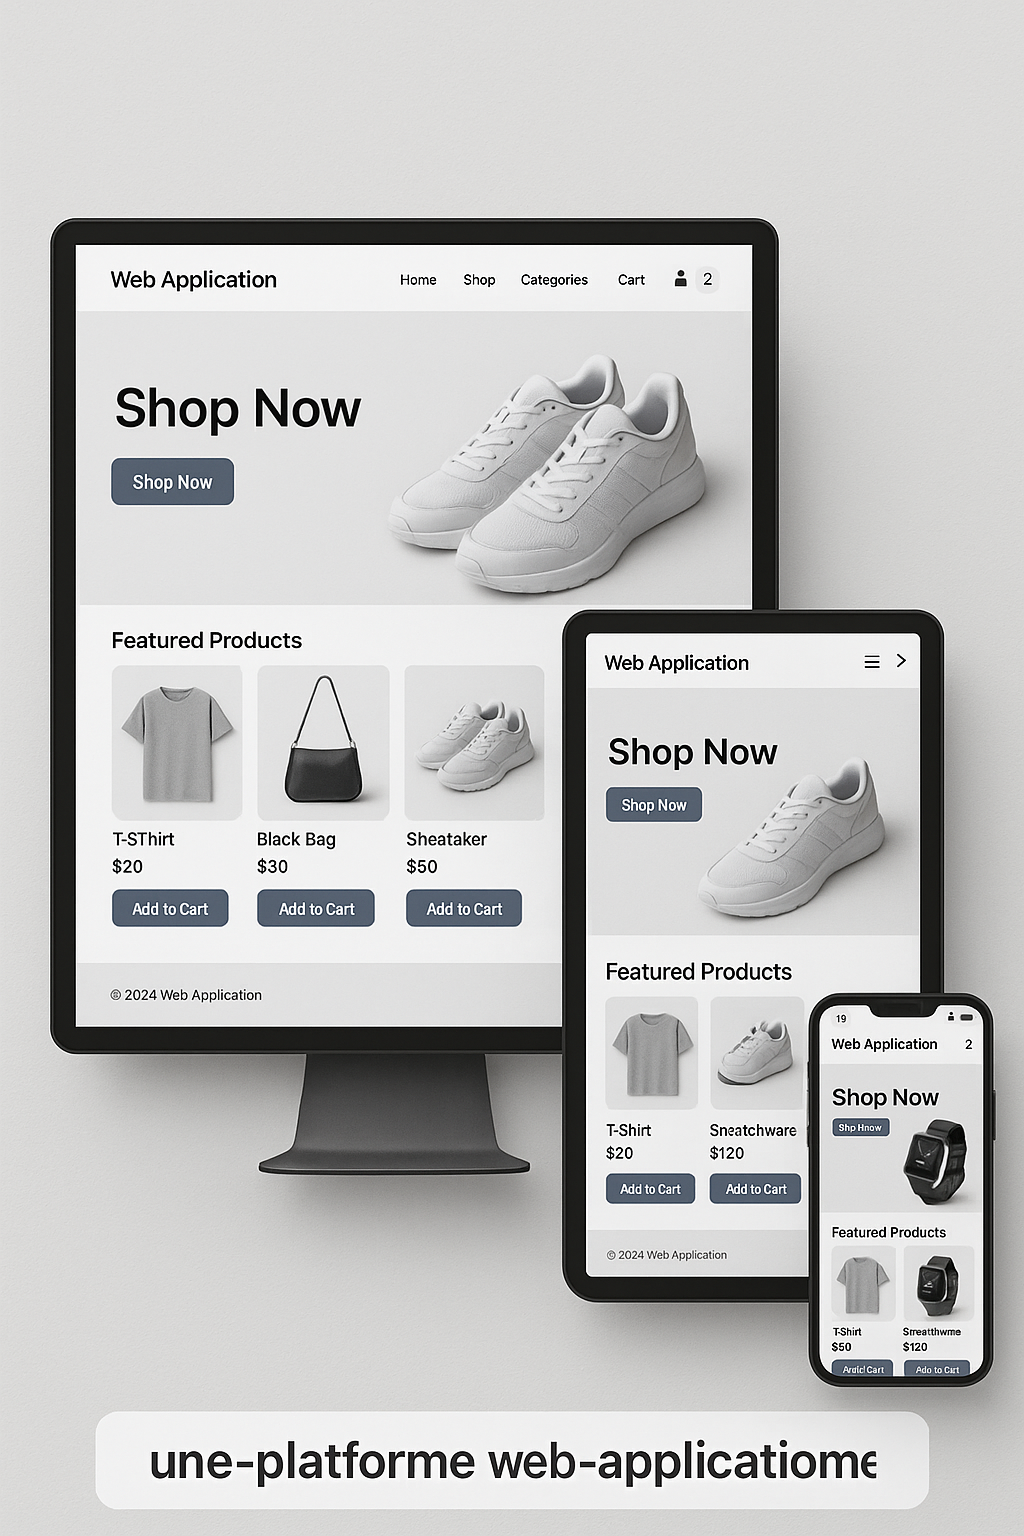 Web Application Home Shop Categories Cart 2
Shop Now
Shop Now
Featured Products
T-SThirt Black Bag Sheataker
$20 $30 $50
Add to Cart Add to Cart Add to Cart
© 2024 Web Application
Web Application
Shop Now
Shop Now
Featured Products
T-Shirt Sneatchware
$20 $120
Add to Cart Add to Cart
© 2024 Web Application
19
Web Application 2
Shop Now
Shp Hnow
Featured Products
T-Shirt
$50 $120
Cart Ado to Cart
une-platforme web-applicatiome